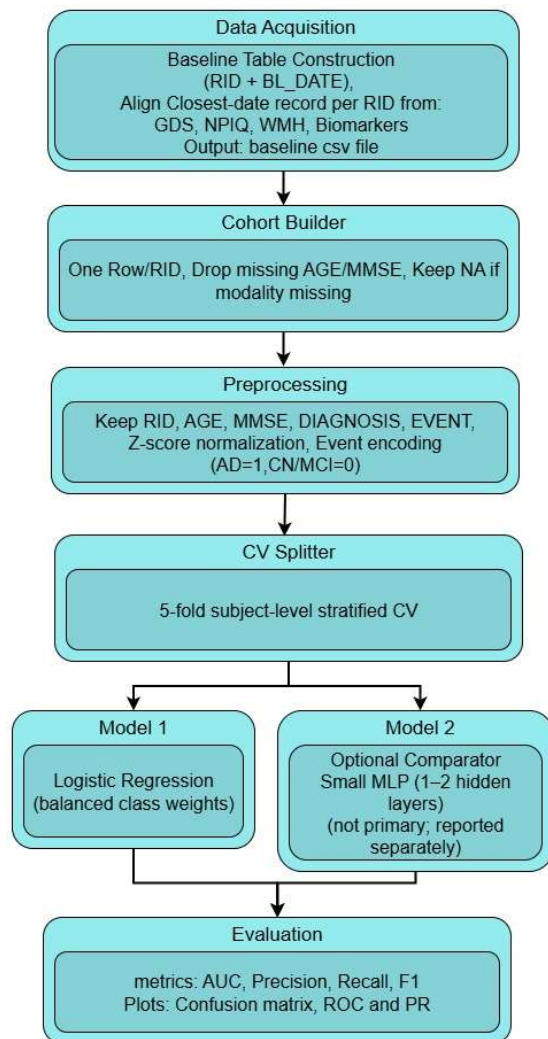 Data Acquisition
Baseline Table Construction
(RID + BL_DATE),
Align Closest-date record per RID from:
GDS, NPIQ, WMH, Biomarkers
Output: baseline csv file
Cohort Builder
One Row/RID, Drop missing AGE/MMSE, Keep NA if
modality missing
Preprocessing
Keep RID, AGE, MMSE, DIAGNOSIS, EVENT,
Z-score normalization, Event encoding
(AD=1,CN/MCI=0)
CV Splitter
5-fold subject-level stratified CV
Model 1
Logistic Regression
(balanced class weights)
Model 2
Optional Comparator
Small MLP (1–2 hidden
layers)
(not primary; reported
separately)
Evaluation
metrics: AUC, Precision, Recall, F1
Plots: Confusion matrix, ROC and PR